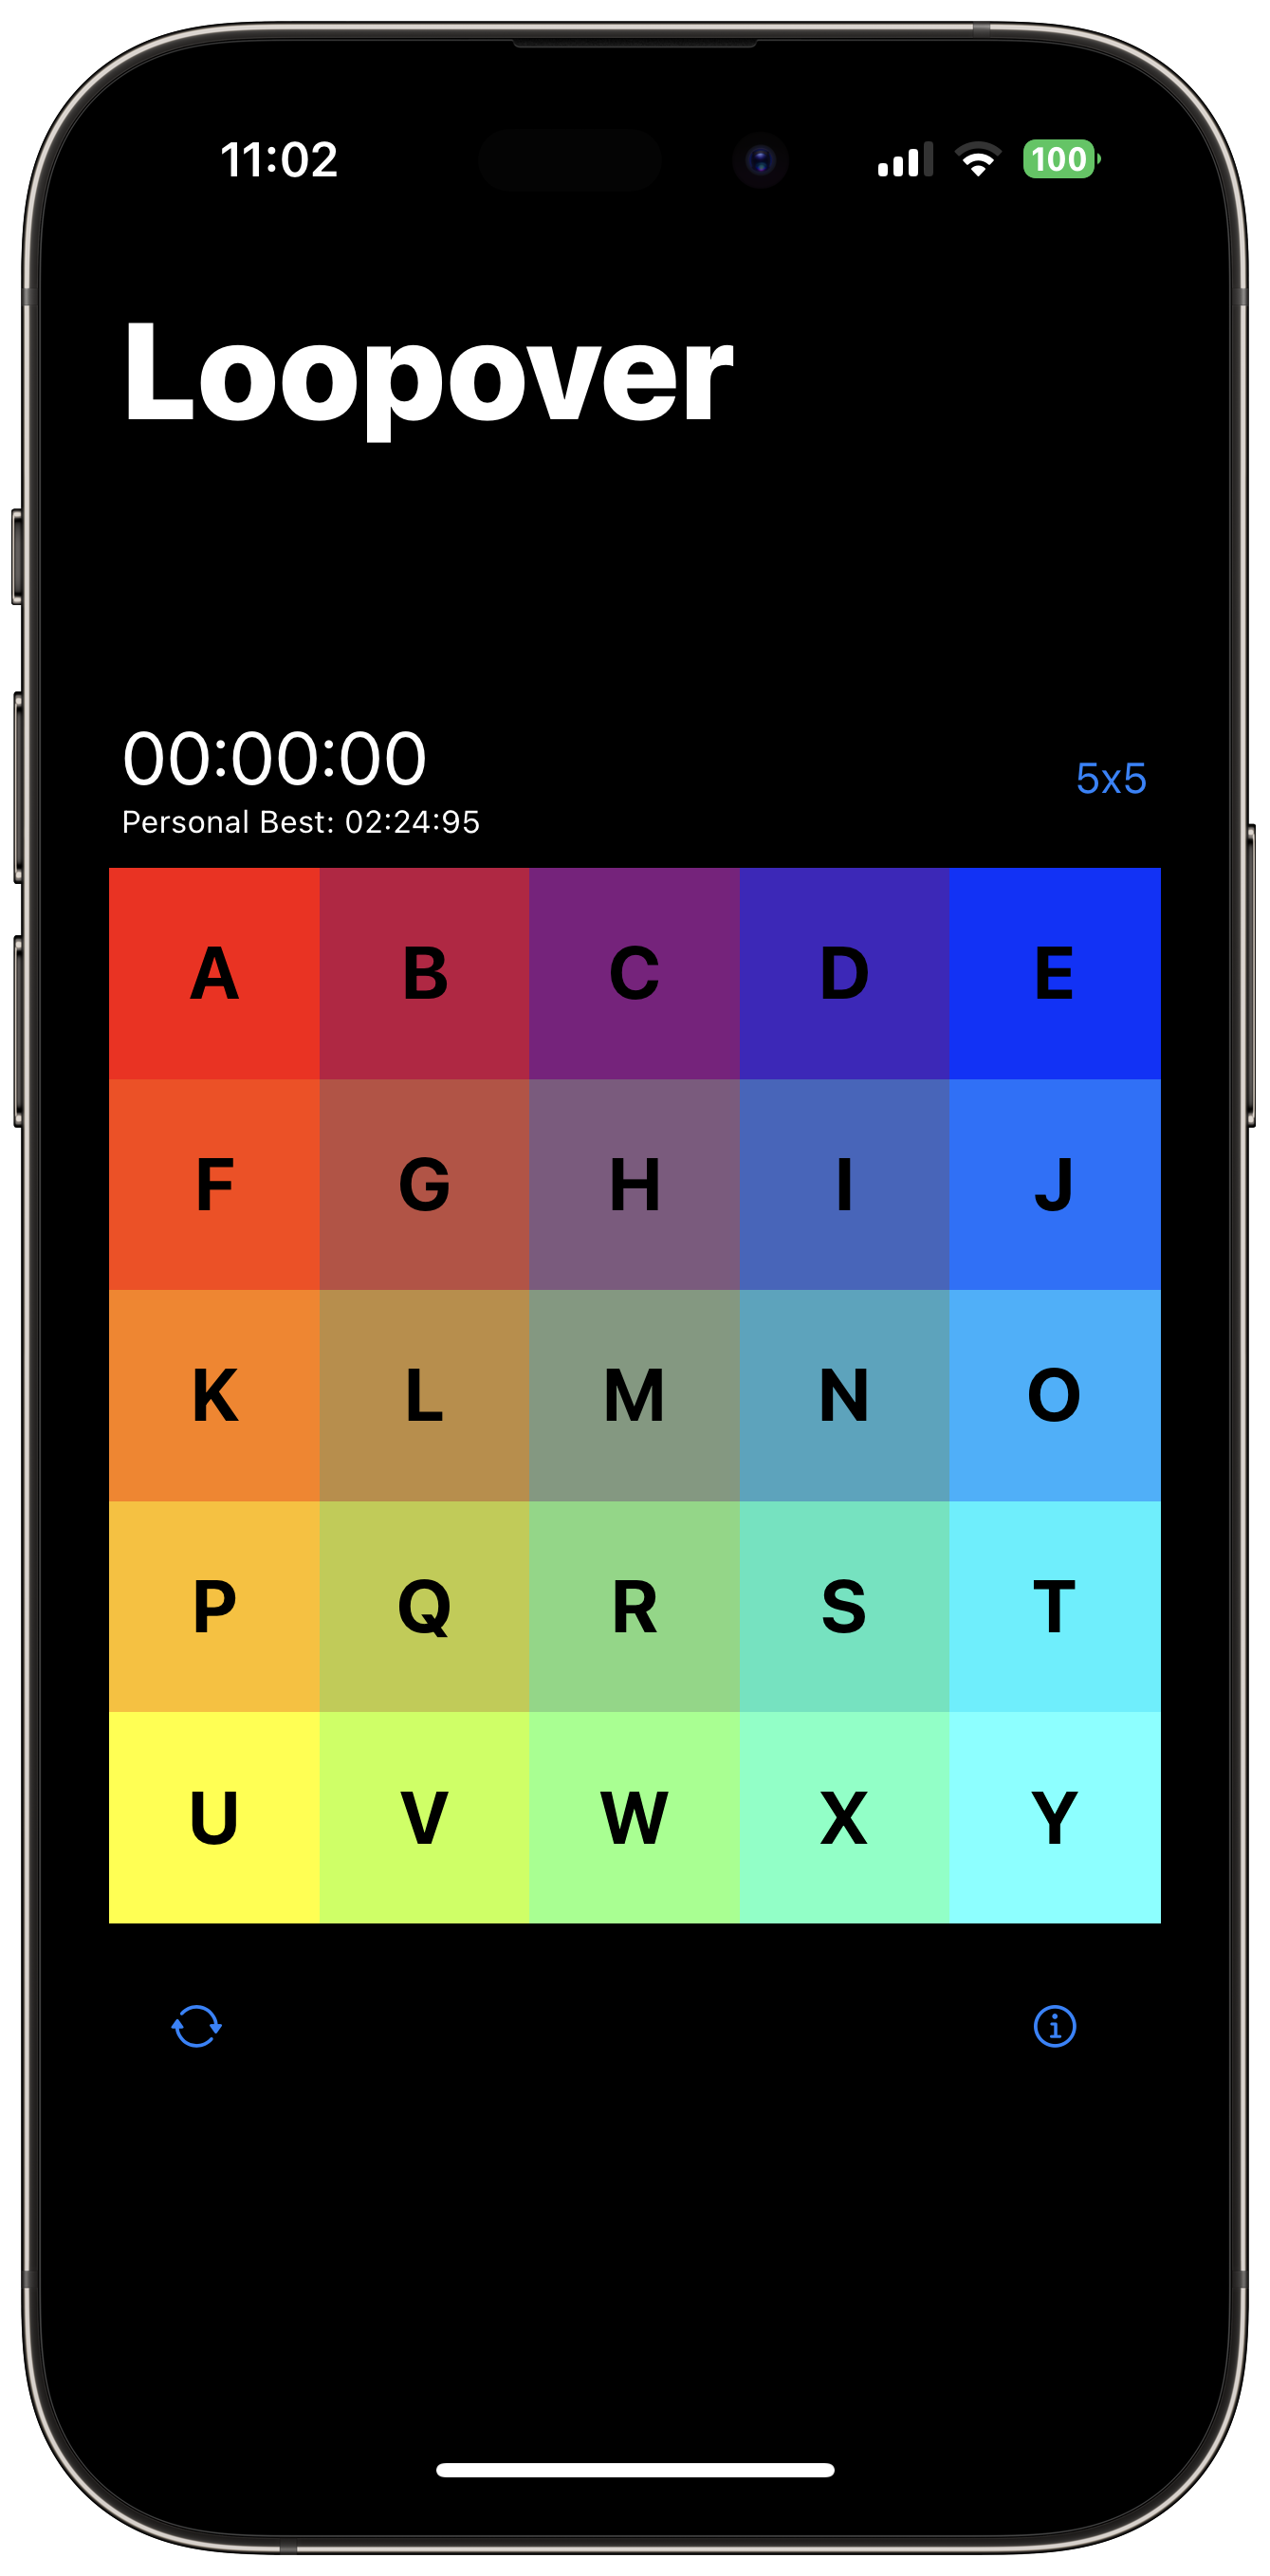 11:02 100
Loopover
00:00:00
5x5
Personal Best: 02:24:95
A B C D E
F G H I J
K L M N O
P Q R S T
U V W X Y